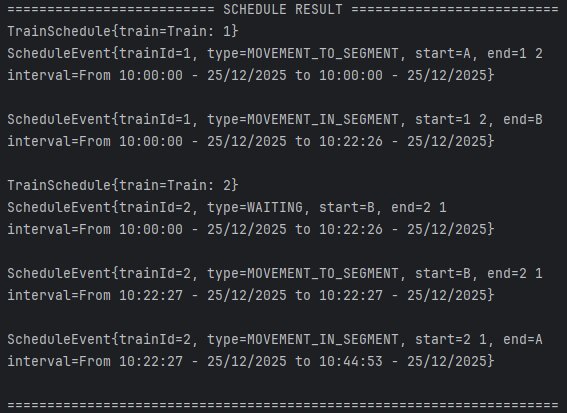 ========================== SCHEDULE RESULT ==========================
TrainSchedule{train=Train: 1}
ScheduleEvent{trainId=1, type=MOVEMENT_TO_SEGMENT, start=A, end=1 2
interval=From 10:00:00 - 25/12/2025 to 10:00:00 - 25/12/2025}
ScheduleEvent{trainId=1, type=MOVEMENT_IN_SEGMENT, start=1 2, end=B
interval=From 10:00:00 - 25/12/2025 to 10:22:26 - 25/12/2025}
TrainSchedule{train=Train: 2}
ScheduleEvent{trainId=2, type=WAITING, start=B, end=2 1
interval=From 10:00:00 - 25/12/2025 to 10:22:26 - 25/12/2025}
ScheduleEvent{trainId=2, type=MOVEMENT_TO_SEGMENT, start=B, end=2 1
interval=From 10:22:27 - 25/12/2025 to 10:22:27 - 25/12/2025}
ScheduleEvent{trainId=2, type=MOVEMENT_IN_SEGMENT, start=2 1, end=A
interval=From 10:22:27 - 25/12/2025 to 10:44:53 - 25/12/2025}
=====================================================================